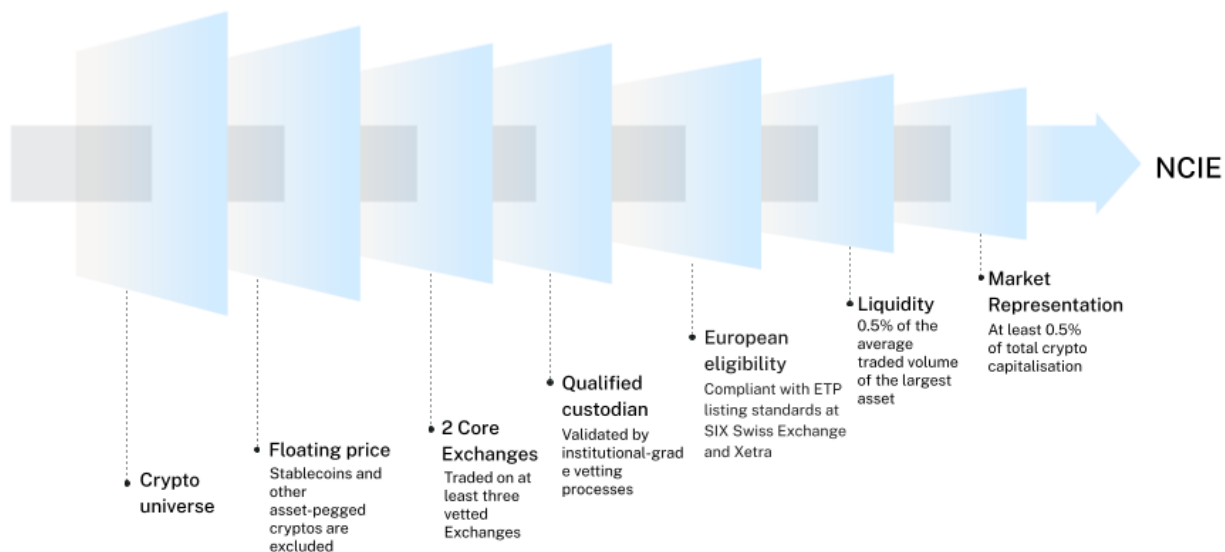 NCIE
Crypto
universe
Floating price
Stablecoins and
other
asset-pegged
cryptos are
excluded
2 Core
Exchanges
Traded on at
least three
vetted
Exchanges
Qualified
custodian
Validated by
institutional-grad
e vetting
processes
European
eligibility
Compliant with ETP
listing standards at
SIX Swiss Exchange
and Xetra
Liquidity
0.5% of the
average
traded volume
of the largest
asset
Market
Representation
At least 0.5%
of total crypto
capitalisation